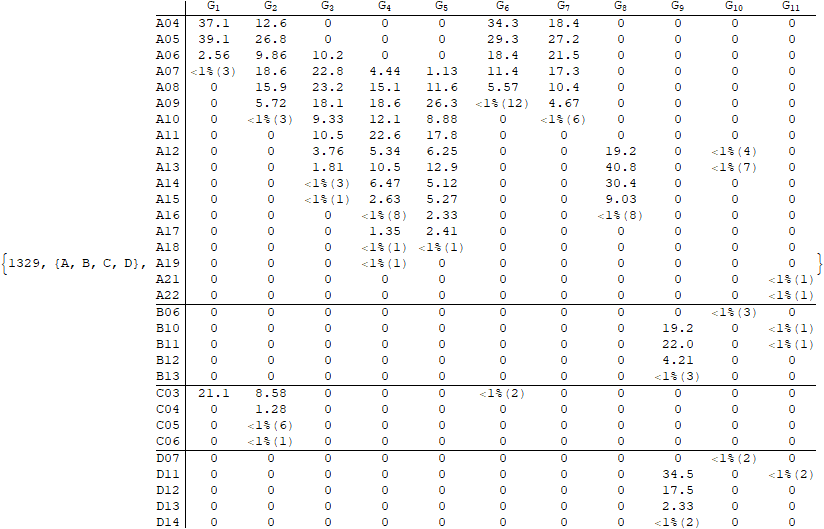 G₁ G₂ G₃ G₄ G₅ G₆ G₇ G₈ G₉ G₁₀ G₁₁
A04 37.1 12.6 0 0 0 34.3 18.4 0 0 0 0
A05 39.1 26.8 0 0 0 29.3 27.2 0 0 0 0
A06 2.56 9.86 10.2 0 0 18.4 21.5 0 0 0 0
A07 <1%(3) 18.6 22.8 4.44 1.13 11.4 17.3 0 0 0 0
A08 0 15.9 23.2 15.1 11.6 5.57 10.4 0 0 0 0
A09 0 5.72 18.1 18.6 26.3 <1%(12) 4.67 0 0 0 0
A10 0 <1%(3) 9.33 12.1 8.88 0 <1%(6) 0 0 0 0
A11 0 0 10.5 22.6 17.8 0 0 0 0 0 0
A12 0 0 3.76 5.34 6.25 0 0 19.2 0 <1%(4) 0
A13 0 0 1.81 10.5 12.9 0 0 40.8 0 <1%(7) 0
A14 0 0 <1%(3) 6.47 5.12 0 0 30.4 0 0 0
A15 0 0 <1%(1) 2.63 5.27 0 0 9.03 0 0 0
A16 0 0 0 <1%(8) 2.33 0 0 <1%(8) 0 0 0
A17 0 0 0 1.35 2.41 0 0 0 0 0 0
A18 0 0 0 <1%(1) <1%(1) 0 0 0 0 0 0
{1329, {A, B, C, D}, A19 0 0 0 <1%(1) 0 0 0 0 0 0 0 }
A21 0 0 0 0 0 0 0 0 0 0 <1%(1)
A22 0 0 0 0 0 0 0 0 0 0 <1%(1)
B06 0 0 0 0 0 0 0 0 0 <1%(3) 0
B10 0 0 0 0 0 0 0 0 19.2 0 <1%(1)
B11 0 0 0 0 0 0 0 0 22.0 0 <1%(1)
B12 0 0 0 0 0 0 0 0 4.21 0 0
B13 0 0 0 0 0 0 0 0 <1%(3) 0 0
C03 21.1 8.58 0 0 0 <1%(2) 0 0 0 0 0
C04 0 1.28 0 0 0 0 0 0 0 0 0
C05 0 <1%(6) 0 0 0 0 0 0 0 0 0
C06 0 <1%(1) 0 0 0 0 0 0 0 0 0
D07 0 0 0 0 0 0 0 0 0 <1%(2) 0
D11 0 0 0 0 0 0 0 0 34.5 0 <1%(2)
D12 0 0 0 0 0 0 0 0 17.5 0 0
D13 0 0 0 0 0 0 0 0 2.33 0 0
D14 0 0 0 0 0 0 0 0 <1%(2) 0 0